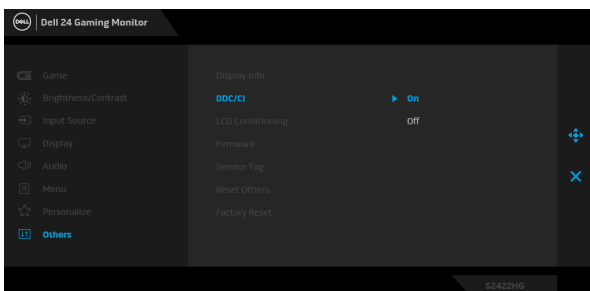 DELL Dell 24 Gaming Monitor
Game
Brightness/Contrast
Input Source
Display
Audio
Menu
Personalize
Others
Display Info
DDC/CI On
LCD Conditioning Off
Firmware
Service Tag
Reset Others
Factory Reset
S2422HG